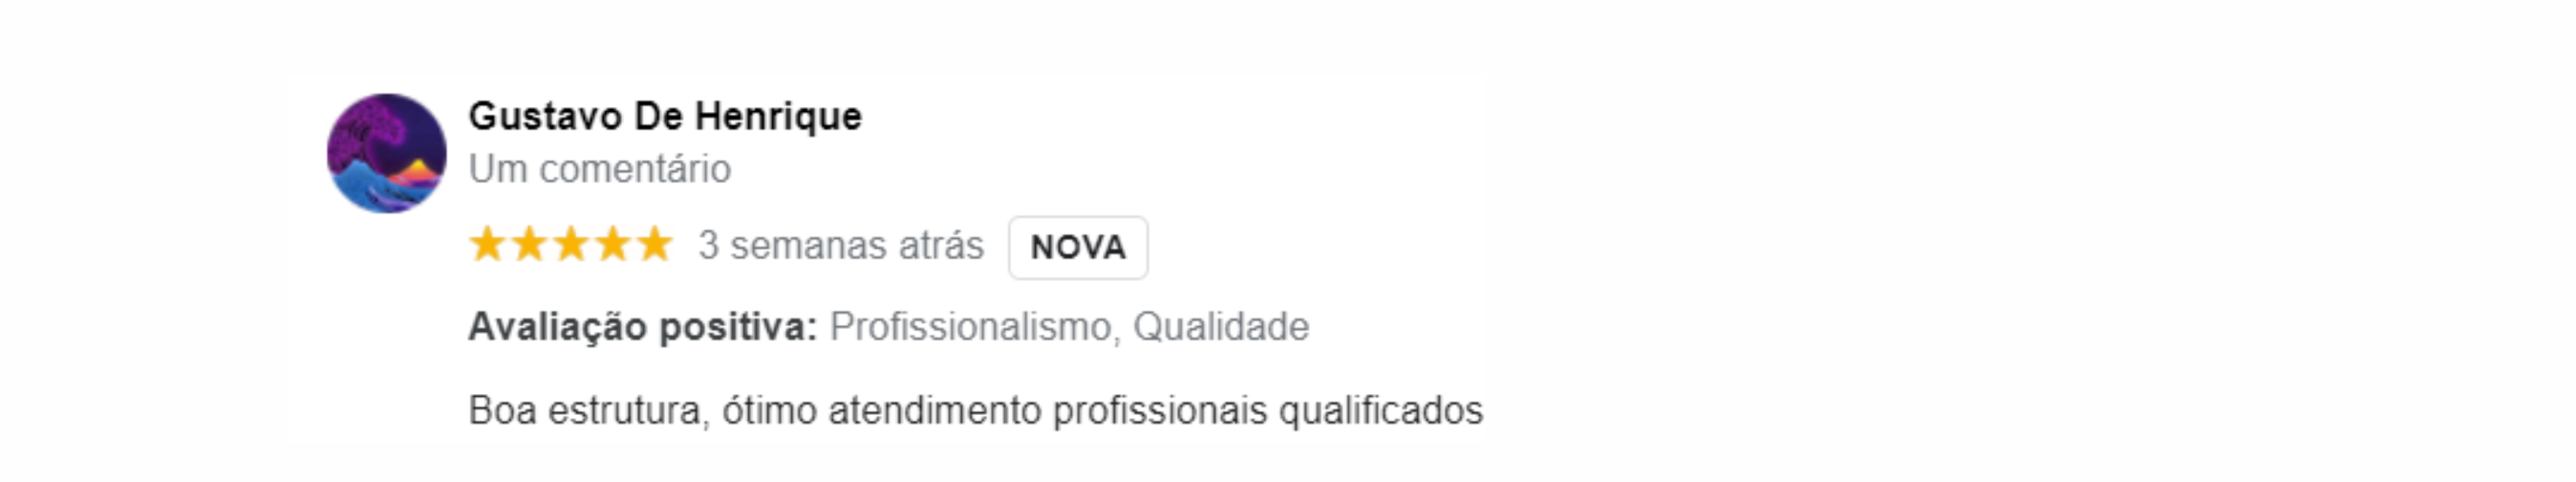 Gustavo De Henrique
Um comentário
3 semanas atrás NOVA
Avaliação positiva: Profissionalismo, Qualidade
Boa estrutura, ótimo atendimento profissionais qualificados